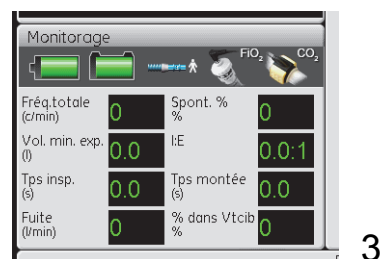 Monitorage
FiO2 CO2
Fréq.totale (c/min) 0 Spont. % % 0
Vol. min. exp. (l) 0.0 I:E 0.0:1
Tps insp. (s) 0.0 Tps montée (s) 0.0
Fuite (l/min) 0 % dans Vtcib % 0
3